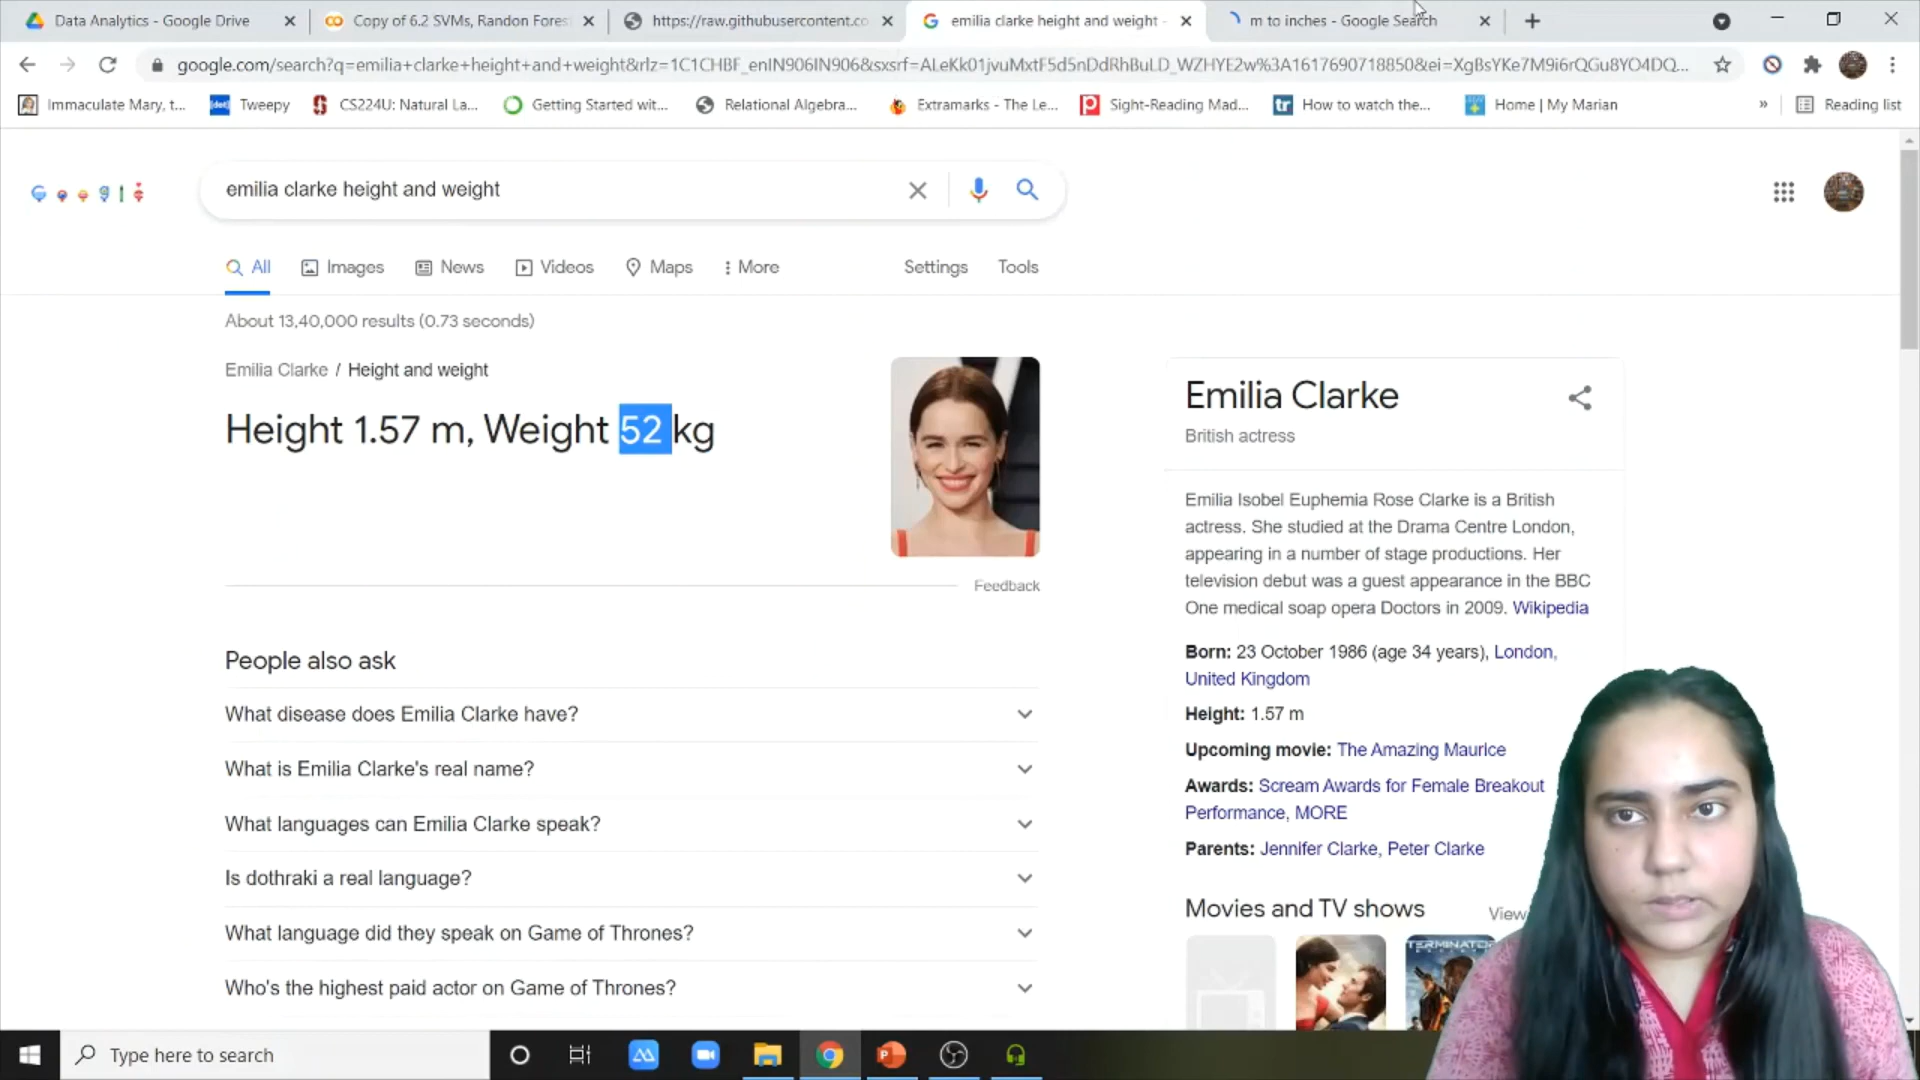 Data Analytics - Google Drive
Copy of 6.2 SVMs, Randon Fores
https://raw.githubusercontent.co
emilia clarke height and weight -
m to inches - Google Search
google.com/search?q=emilia+clarke+height+and+weight&rlz=1C1CHBF_enIN906IN906&sxsrf=ALeKk01jvuMxtF5d5nDdRhBuLD_WZHYE2w%3A1617690718850&ei=XgBsYKe7M9i6rQGu8YO4DQ...
Immaculate Mary, t...
Tweepy
CS224U: Natural La...
Getting Started wit...
Relational Algebra...
Extramarks - The Le...
Sight-Reading Mad...
How to watch the...
Home | My Marian
»
Reading list
Google
emilia clarke height and weight
All
Images
News
Videos
Maps
More
Settings
Tools
About 13,40,000 results (0.73 seconds)
Emilia Clarke / Height and weight
Height 1.57 m, Weight 52 kg
Feedback
People also ask
What disease does Emilia Clarke have?
What is Emilia Clarke's real name?
What languages can Emilia Clarke speak?
Is dothraki a real language?
What language did they speak on Game of Thrones?
Who's the highest paid actor on Game of Thrones?
Emilia Clarke
British actress
Emilia Isobel Euphemia Rose Clarke is a British
actress. She studied at the Drama Centre London,
appearing in a number of stage productions. Her
television debut was a guest appearance in the BBC
One medical soap opera Doctors in 2009. Wikipedia
Born: 23 October 1986 (age 34 years), London,
United Kingdom
Height: 1.57 m
Upcoming movie: The Amazing Maurice
Awards: Scream Awards for Female Breakout
Performance, MORE
Parents: Jennifer Clarke, Peter Clarke
Movies and TV shows
View
TERMINATOR
Type here to search